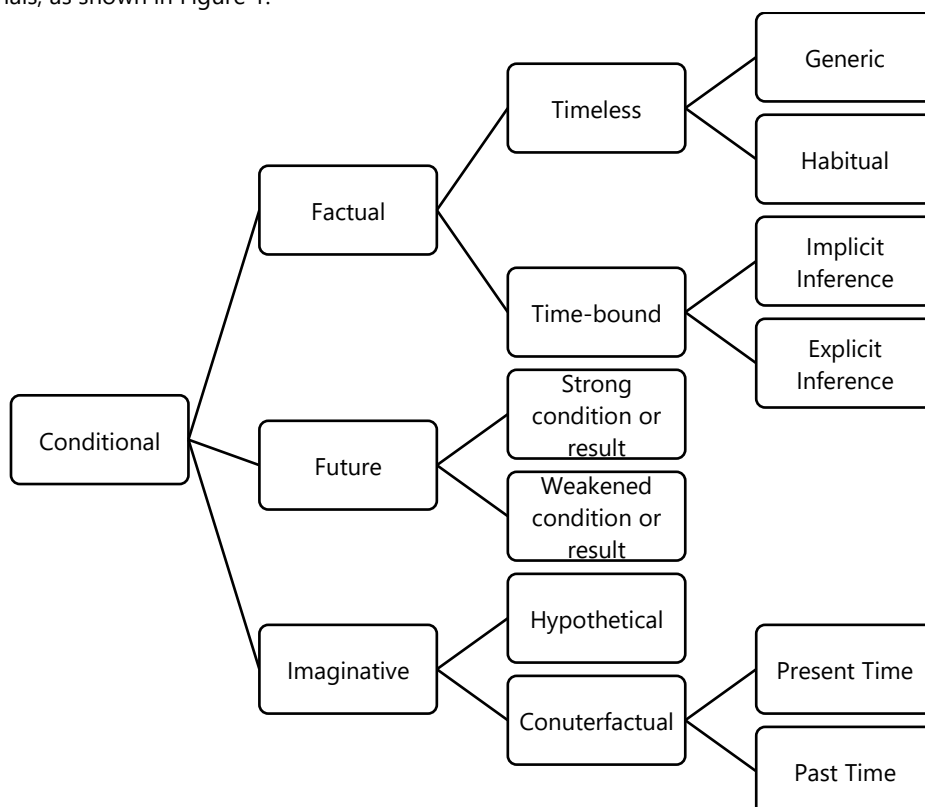 nals, as shown in Figure 1.
Generic
Timeless
Habitual
Factual
Implicit
Inference
Time-bound
Explicit
Inference
Strong
condition or
result
Conditional
Future
Weakened
condition or
result
Hypothetical
Imaginative
Present Time
Conuterfactual
Past Time